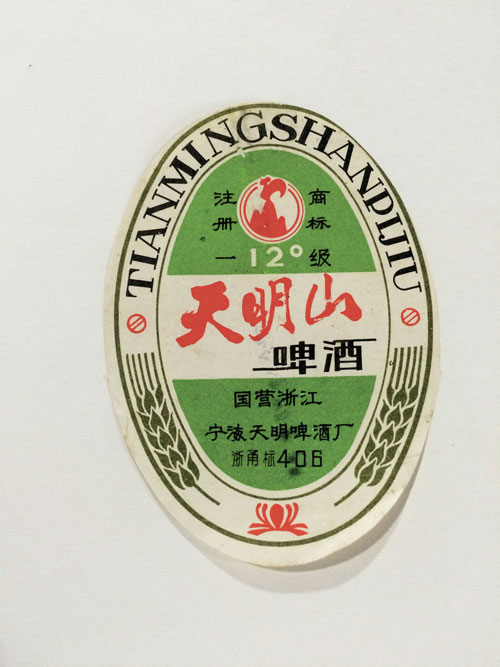 TIANMINGSHANPIJIU
注册 商标
一 12° 级
天明山
啤酒
国营浙江
宁海天明啤酒厂
浙甬标406